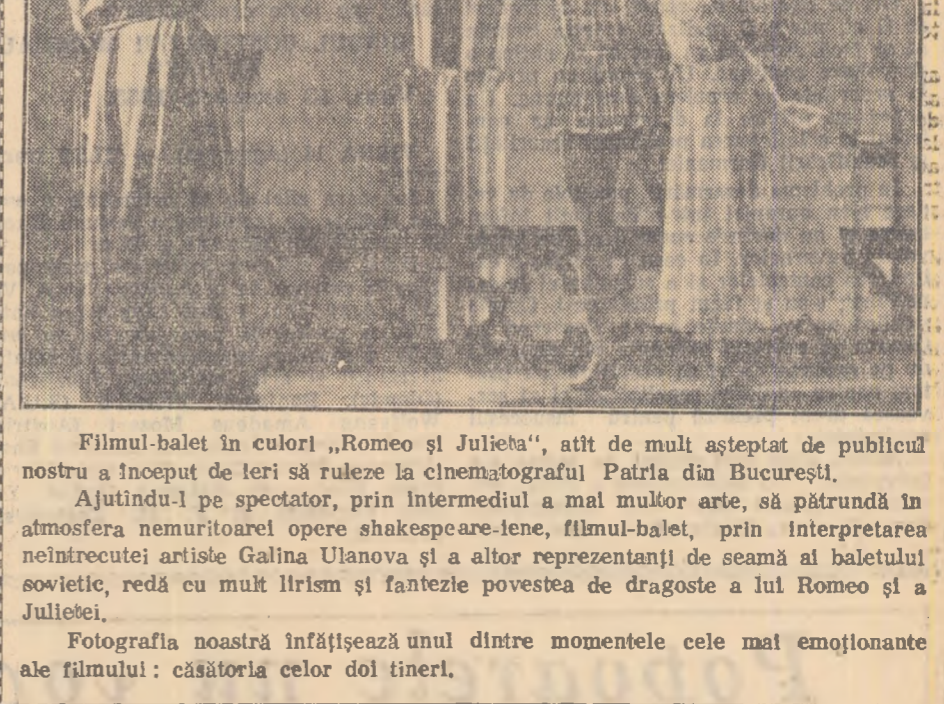 Filmul-balet în culori „Romeo și Julieta“, atît de mult așteptat de publicul
nostru a început de ieri să ruleze la cinematograful Patria din București.
Ajutîndu-l pe spectator, prin intermediul a mai multor arte, să pătrundă în
atmosfera nemuritoarei opere shakespeare-iene, filmul-balet, prin interpretarea
neîntrecutei artiste Galina Ulanova și a altor reprezentanți de seamă ai baletului
sovietic, redă cu mult lirism și fantezie povestea de dragoste a lui Romeo și a
Julietei.
Fotografia noastră înfățișează unul dintre momentele cele mai emoționante
ale filmului : căsătoria celor doi tineri.